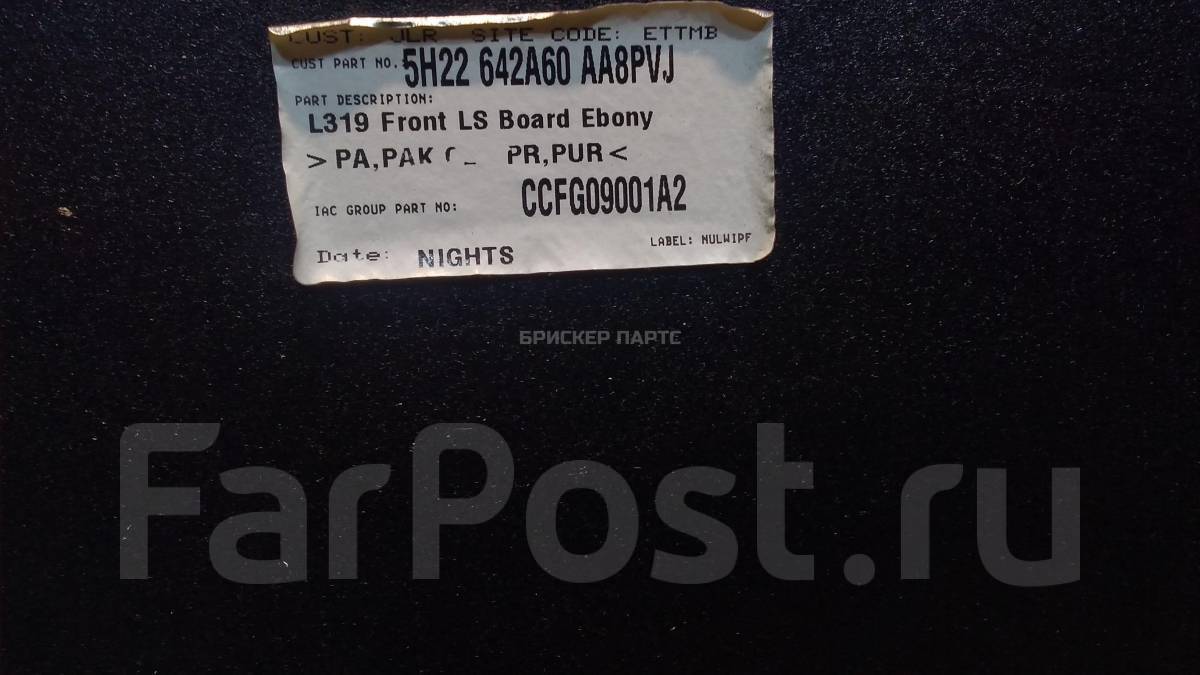 CUST: JLR SITE CODE: ETTMB
CUST PART NO. 5H22 642A60 AA8PVJ
PART DESCRIPTION:
L319 Front LS Board Ebony
>PA,PAK PR,PUR<
IAC GROUP PART NO: CCFG09001A2
Date: NIGHTS
LABEL: MULWIPF
БРИСКЕР ПАРТС
FarPost.ru